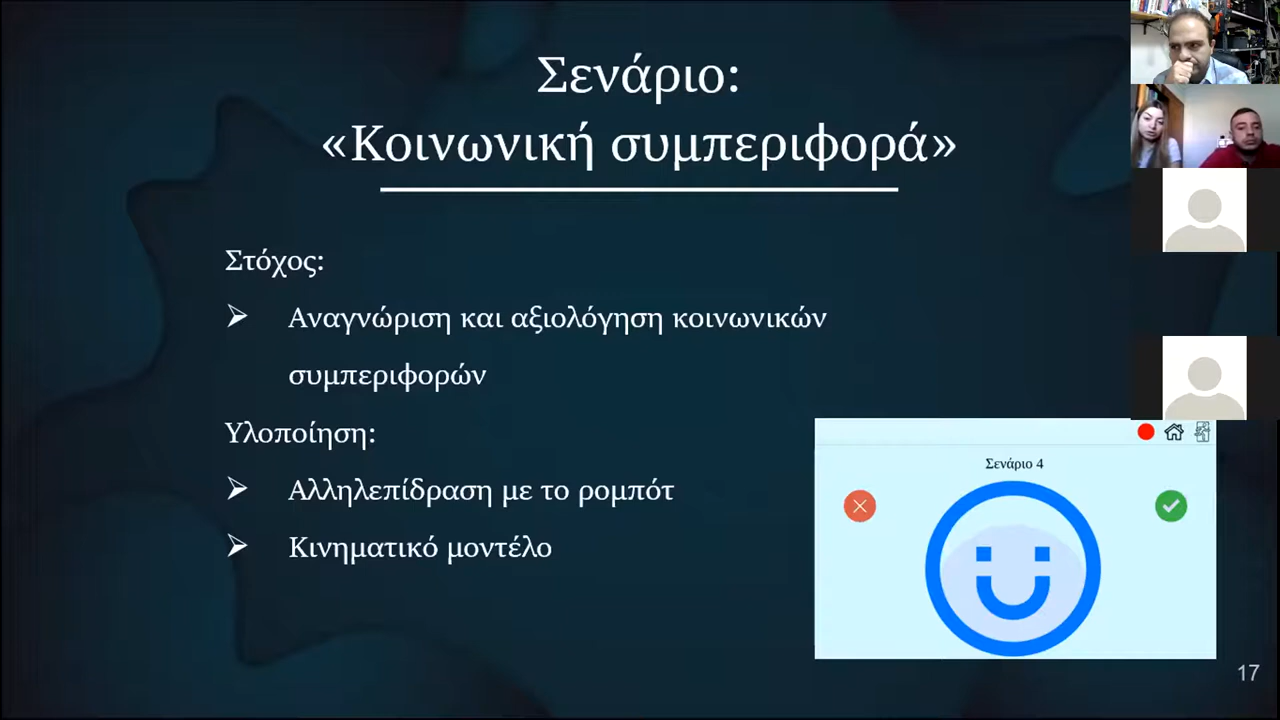 Σενάριο:
«Κοινωνική συμπεριφορά»
Στόχος:
➢ Αναγνώριση και αξιολόγηση κοινωνικών
συμπεριφορών
Υλοποίηση:
➢ Αλληλεπίδραση με το ρομπότ
➢ Κινηματικό μοντέλο
Σενάριο 4
17